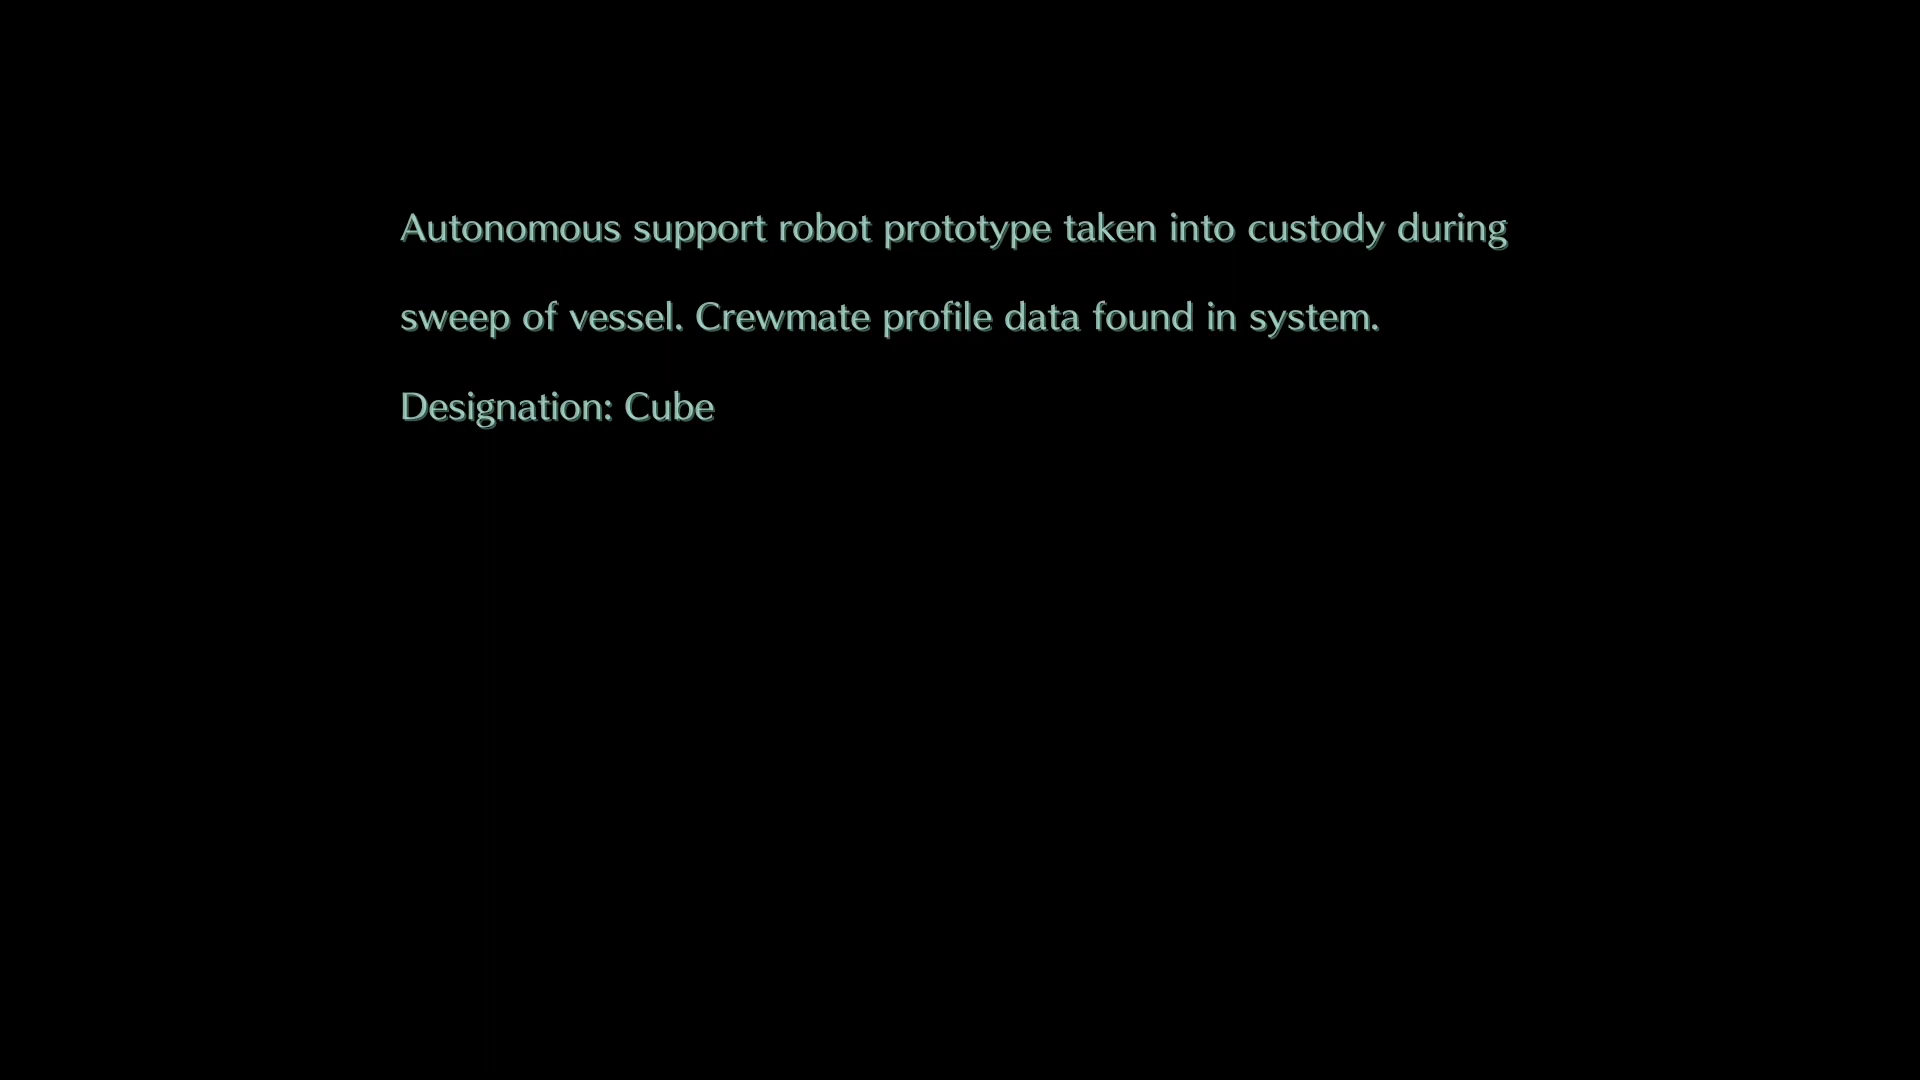 Autonomous support robot prototype taken into custody during
sweep of vessel. Crewmate profile data found in system.
Designation: Cube